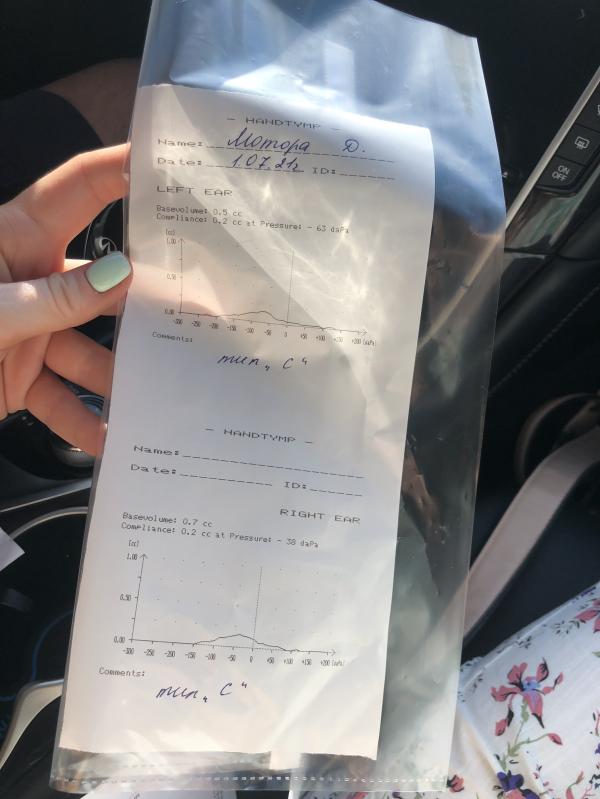 - HANDTYMP -
Name: Мотора Д.
Date: 1.07.21г ID:
LEFT EAR
Basevolume: 0.5 cc
Compliance: 0.2 cc at Pressure: - 63 daPa
[cc]
1.00
0.50
0.00
-300 -250 -200 -150 -100 -50 0 +50 +100 +150 +200 [daPa]
Comments:
тип „С“
- HANDTYMP -
Name:
Date: ID:
RIGHT EAR
Basevolume: 0.7 cc
Compliance: 0.2 cc at Pressure: - 38 daPa
[cc]
1.00
0.50
0.00
-300 -250 -200 -150 -100 -50 0 +50 +100 +150 +200 [daPa]
Comments:
тип „С“
ON
OFF